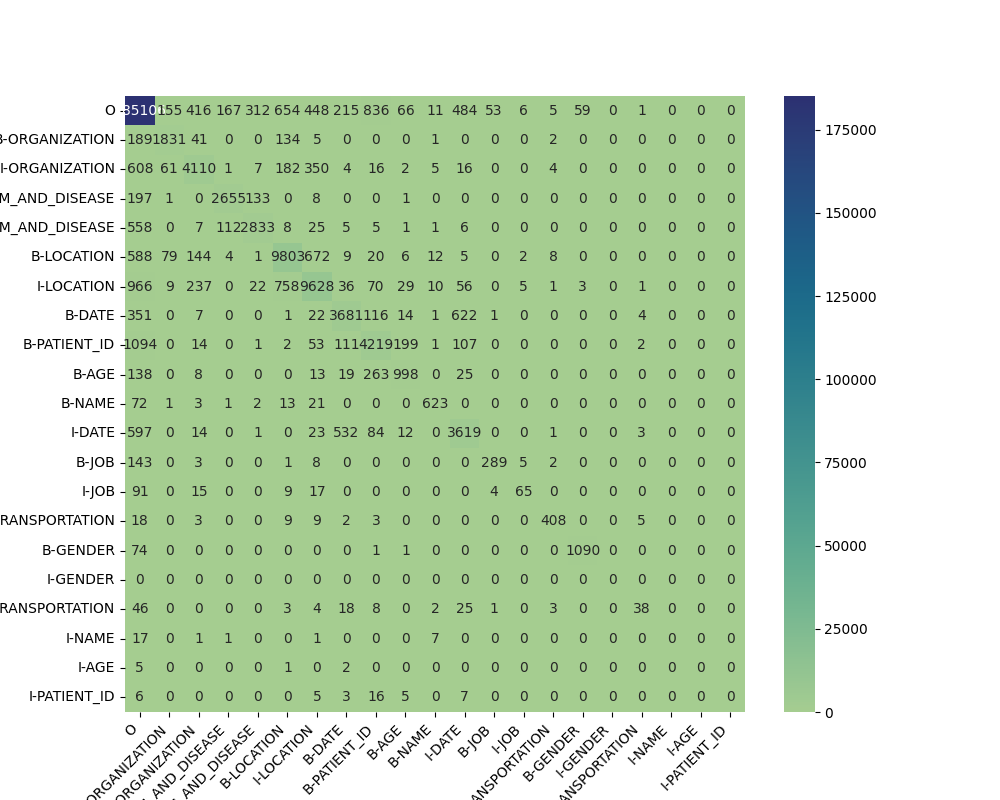 O 155 416 167 312 654 448 215 836 66 11 484 53 6 5 59 0 1 0 0 0
B-ORGANIZATION 189 1831 41 0 0 134 5 0 0 0 1 0 0 0 2 0 0 0 0 0 0
I-ORGANIZATION 608 61 4110 1 7 182 350 4 16 2 5 16 0 0 4 0 0 0 0 0 0
M_AND_DISEASE 197 1 0 2655 133 0 8 0 0 1 0 0 0 0 0 0 0 0 0 0 0
M_AND_DISEASE 558 0 7 112 2833 8 25 5 5 1 1 6 0 0 0 0 0 0 0 0 0
B-LOCATION 588 79 144 4 1 9803 672 9 20 6 12 5 0 2 8 0 0 0 0 0 0
I-LOCATION 966 9 237 0 22 758 9628 36 70 29 10 56 0 5 1 3 0 1 0 0 0
B-DATE 351 0 7 0 0 1 22 3681 116 14 1 622 1 0 0 0 0 4 0 0 0
B-PATIENT_ID 1094 0 14 0 1 2 53 111 4219 199 1 107 0 0 0 0 0 2 0 0 0
B-AGE 138 0 8 0 0 0 13 19 263 998 0 25 0 0 0 0 0 0 0 0 0
B-NAME 72 1 3 1 2 13 21 0 0 0 623 0 0 0 0 0 0 0 0 0 0
I-DATE 597 0 14 0 1 0 23 532 84 12 0 3619 0 0 1 0 0 3 0 0 0
B-JOB 143 0 3 0 0 1 8 0 0 0 0 0 289 5 2 0 0 0 0 0 0
I-JOB 91 0 15 0 0 9 17 0 0 0 0 0 4 65 0 0 0 0 0 0 0
RANSPORTATION 18 0 3 0 0 9 9 2 3 0 0 0 0 0 408 0 0 5 0 0 0
B-GENDER 74 0 0 0 0 0 0 0 1 1 0 0 0 0 0 1090 0 0 0 0 0
I-GENDER 0 0 0 0 0 0 0 0 0 0 0 0 0 0 0 0 0 0 0 0 0
RANSPORTATION 46 0 0 0 0 3 4 18 8 0 2 25 1 0 3 0 0 38 0 0 0
I-NAME 17 0 1 1 0 0 1 0 0 0 7 0 0 0 0 0 0 0 0 0 0
I-AGE 5 0 0 0 0 1 0 2 0 0 0 0 0 0 0 0 0 0 0 0 0
I-PATIENT_ID 6 0 0 0 0 0 5 3 16 5 0 7 0 0 0 0 0 0 0 0 0
O
ORGANIZATION
ORGANIZATION
AND_DISEASE
AND_DISEASE
B-LOCATION
I-LOCATION
B-DATE
B-PATIENT_ID
B-AGE
B-NAME
I-DATE
B-JOB
I-JOB
ANSPORTATION
B-GENDER
I-GENDER
ANSPORTATION
I-NAME
I-AGE
I-PATIENT_ID
175000
150000
125000
100000
75000
50000
25000
0